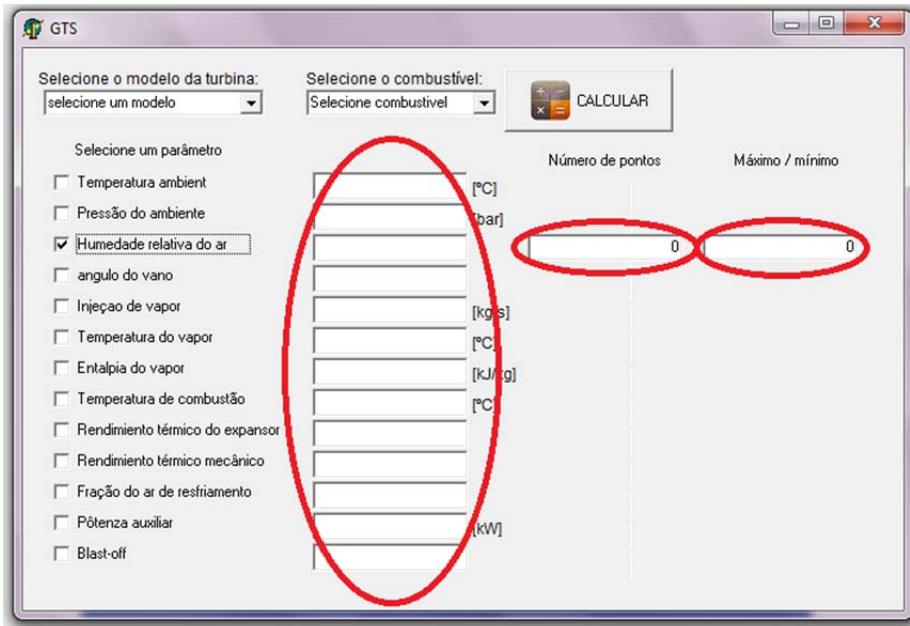 GTS
Selecione o modelo da turbina:
Selecione o combustível:
selecione um modelo
Selecione combustivel
CALCULAR
Selecione um parâmetro
Número de pontos
Máximo / mínimo
Temperatura ambient
[ºC]
Pressão do ambiente
[bar]
Humedade relativa do ar
0
0
angulo do vano
Injeçao de vapor
[kg/s]
Temperatura do vapor
[ºC]
Entalpia do vapor
[kJ/kg]
Temperatura de combustão
[ºC]
Rendimiento térmico do expansor
Rendimiento térmico mecânico
Fração do ar de resfriamento
Pôtenza auxiliar
[kW]
Blast-off